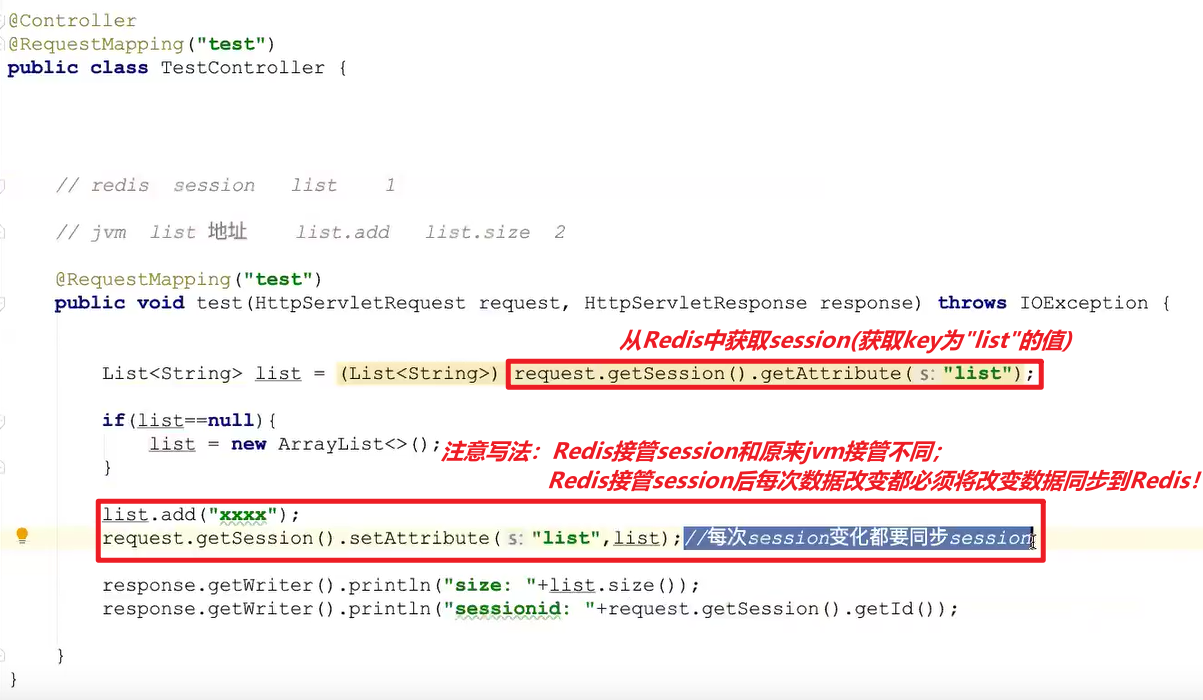 @Controller
@RequestMapping("test")
public class TestController {
// redis session list 1
// jvm list 地址 list.add list.size 2
@RequestMapping("test")
public void test(HttpServletRequest request, HttpServletResponse response) throws IOException {
从Redis中获取session(获取key为"list"的值)
List<String> list = (List<String>) request.getSession().getAttribute( s: "list");
if(list==null){
list = new ArrayList<>();
注意写法：Redis接管session和原来jvm接管不同;
}
Redis接管session后每次数据改变都必须将改变数据同步到Redis!
list.add("xxxx");
request.getSession().setAttribute( s: "list",list);//每次session变化都要同步session
response.getWriter().println("size: "+list.size());
response.getWriter().println("sessionid: "+request.getSession().getId());
}
}